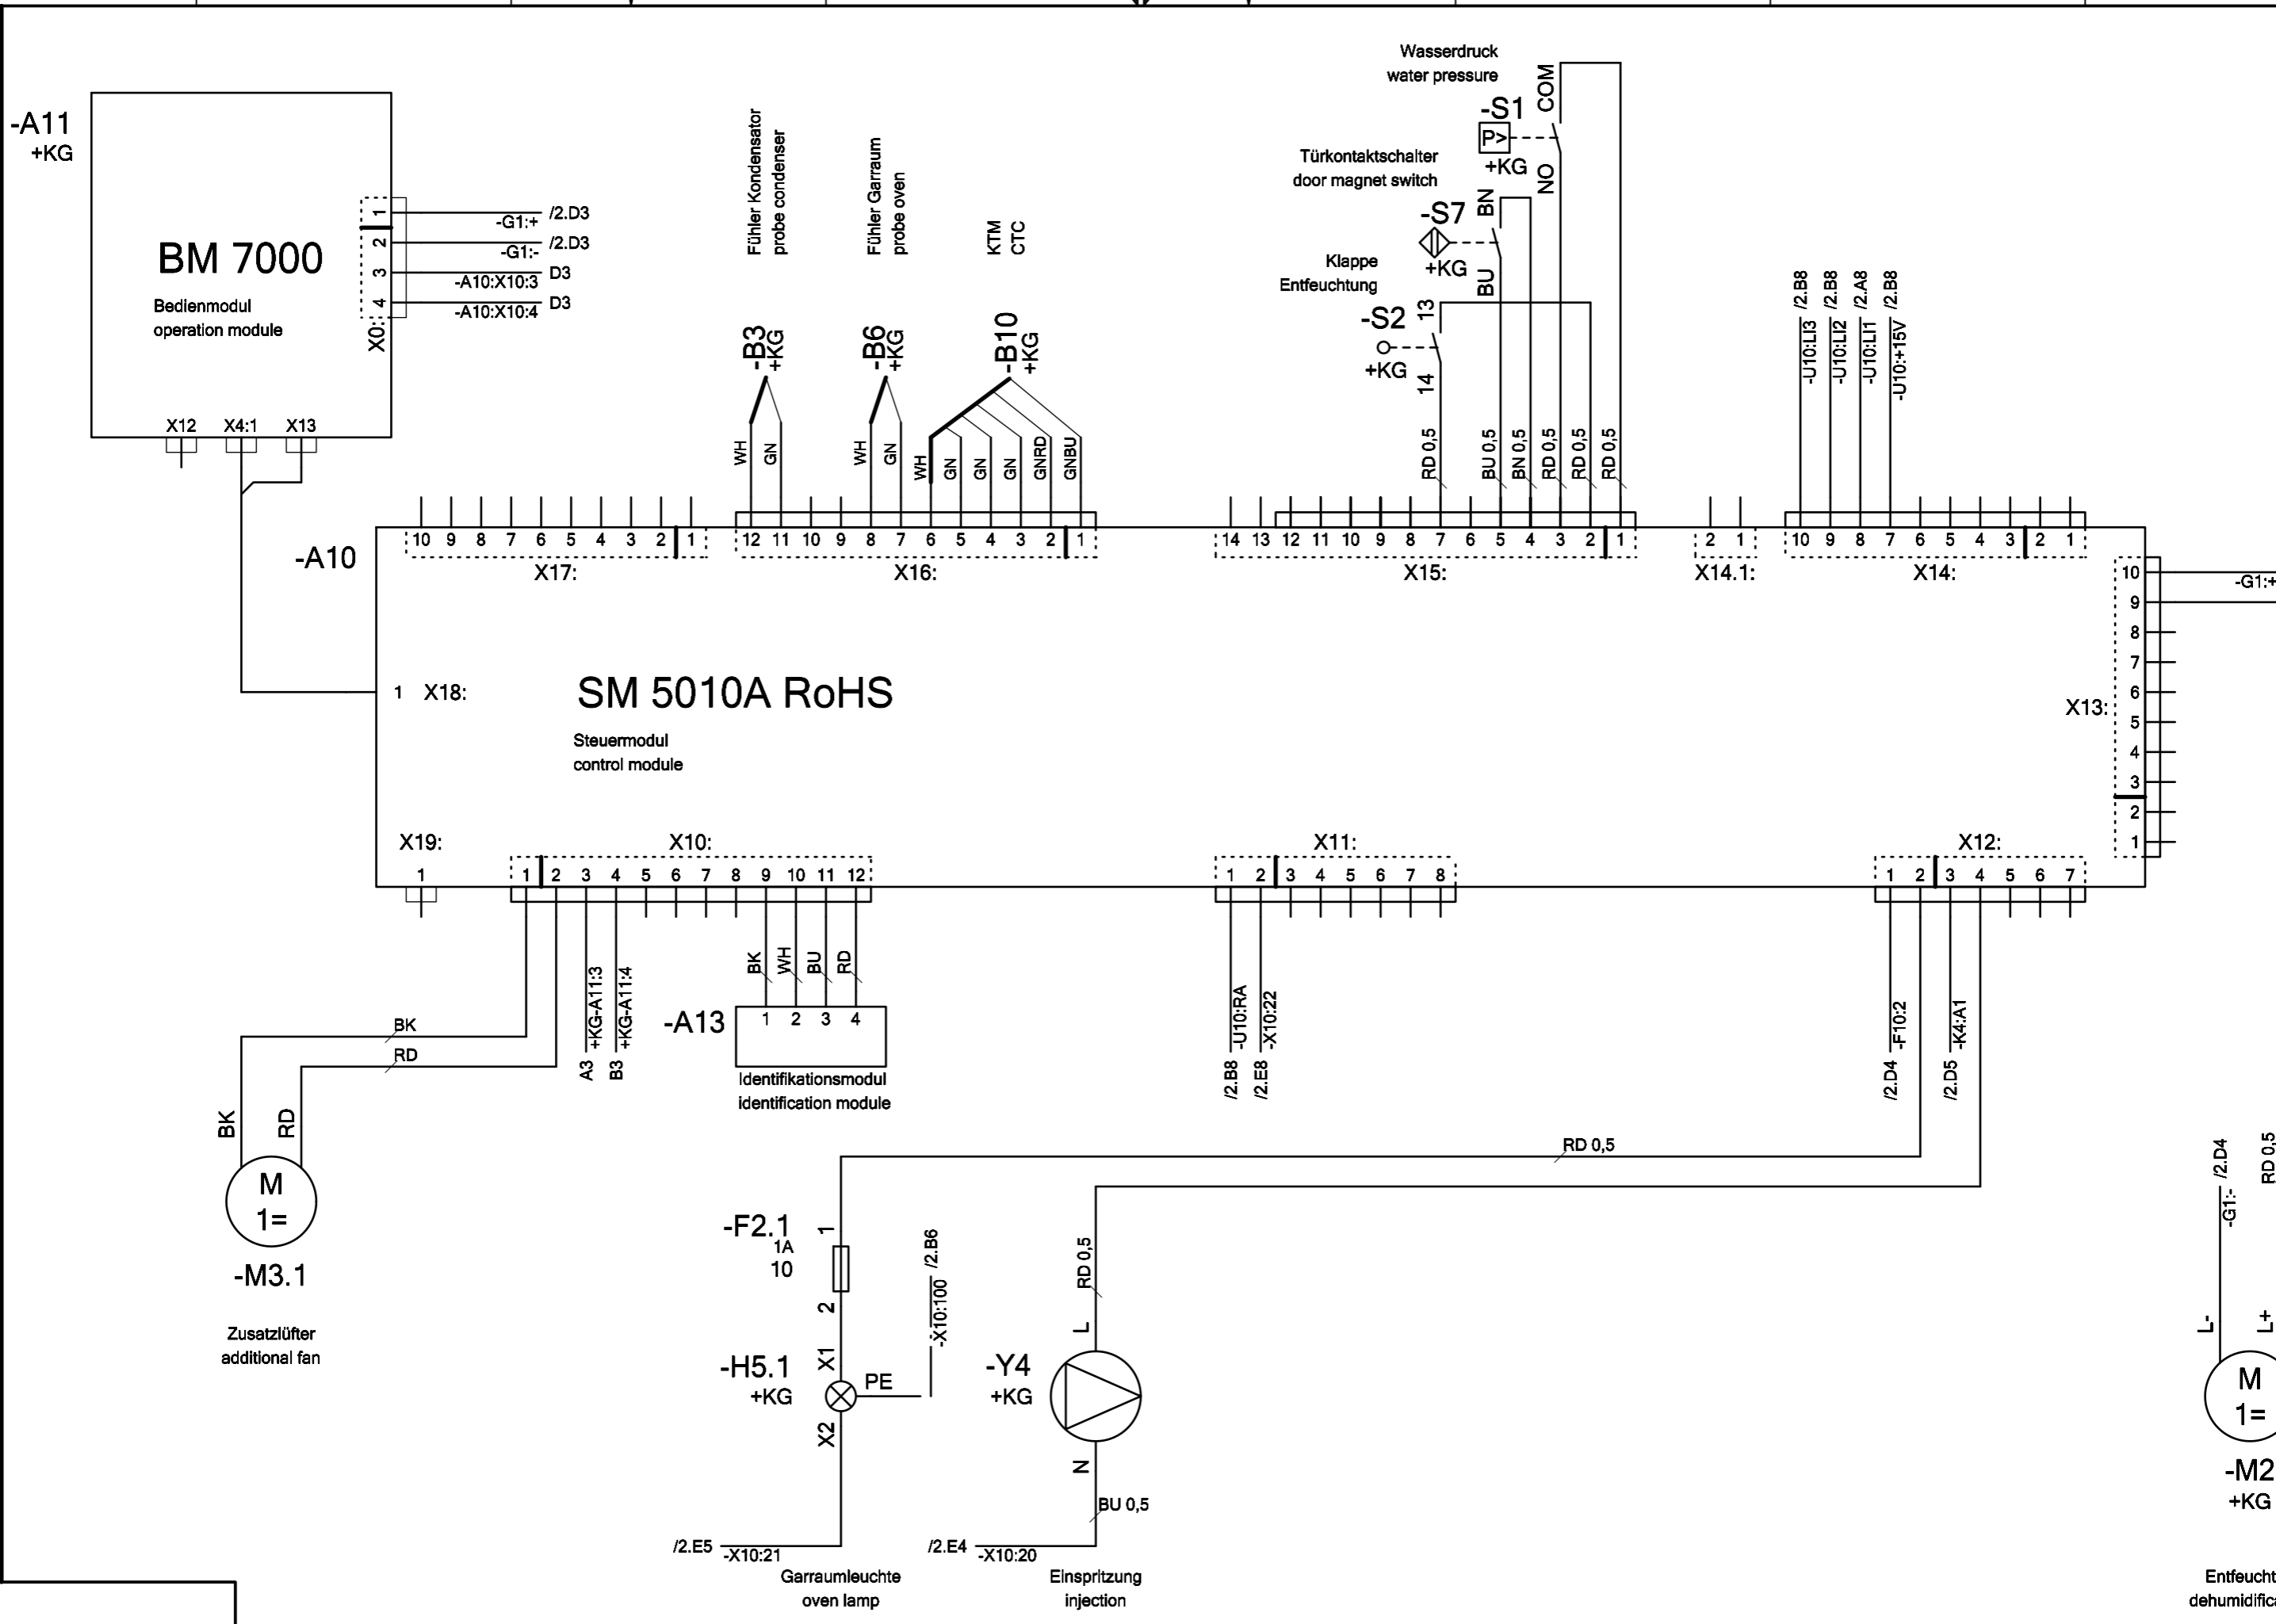 Wasserdruck
water pressure
-S1
P>
+KG
COM
NO
Türkontaktschalter
door magnet switch
-S7
+KG
BN
BU
Klappe
Entfeuchtung
-S2
+KG
13
14
-A11
+KG
BM 7000
Bedienmodul
operation module
X0:
1 -G1:+ /2.D3
2 -G1:- /2.D3
3 -A10:X10:3 D3
4 -A10:X10:4 D3
X12 X4:1 X13
Fühler Kondensator
probe condenser
-B3
+KG
Fühler Garraum
probe oven
-B6
+KG
KTM
CTC
-B10
+KG
WH GN WH GN WH GN GN GN GNRD GNBU
RD 0,5 BU 0,5 BN 0,5 RD 0,5 RD 0,5 RD 0,5
-U10:LI3 /2.B8
-U10:LI2 /2.B8
-U10:LI1 /2.A8
-U10:+15V /2.B8
-A10
10 9 8 7 6 5 4 3 2 1
X17:
12 11 10 9 8 7 6 5 4 3 2 1
X16:
14 13 12 11 10 9 8 7 6 5 4 3 2 1
X15:
2 1
X14.1:
10 9 8 7 6 5 4 3 2 1
X14:
X13:
10
9
8
7
6
5
4
3
2
1
-G1:+
1 X18:
SM 5010A RoHS
Steuermodul
control module
X19:
1
X10:
1 2 3 4 5 6 7 8 9 10 11 12
X11:
1 2 3 4 5 6 7 8
X12:
1 2 3 4 5 6 7
BK
RD
BK
RD
M
1=
-M3.1
Zusatzlüfter
additional fan
A3 +KG-A11:3
B3 +KG-A11:4
BK WH BU RD
-A13
1 2 3 4
Identifikationsmodul
identification module
/2.B8 -U10:RA
/2.E8 -X10:22
/2.D4 -F10:2
/2.D5 -K4:A1
RD 0,5
-F2.1
1A
10
1
2
-H5.1
+KG
X1
X2
PE
-X10:100 /2.B6
/2.E5 -X10:21
Garraumleuchte
oven lamp
RD 0,5
L
-Y4
+KG
N
BU 0,5
/2.E4 -X10:20
Einspritzung
injection
-G1:- /2.D4
RD 0,5
L-
L+
M
1=
-M2
+KG
Entfeucht
dehumidific